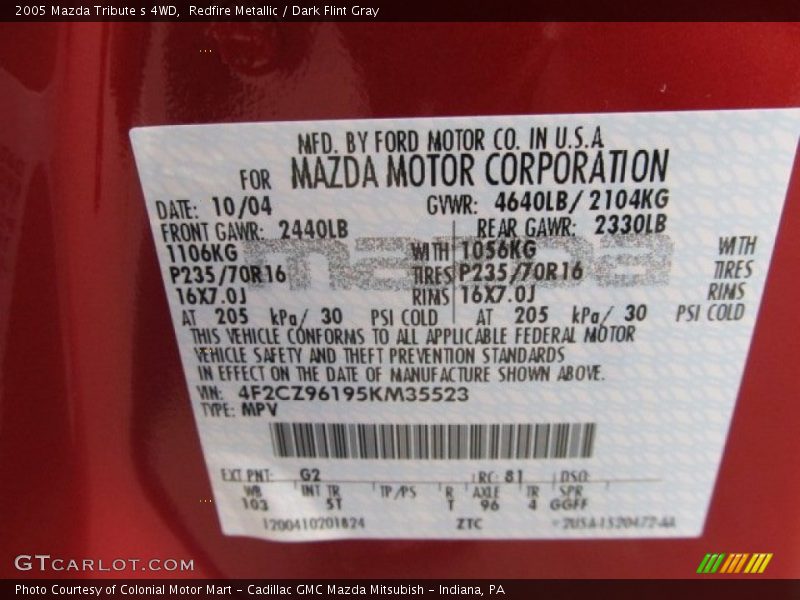 2005 Mazda Tribute s 4WD,  Redfire Metallic / Dark Flint Gray
MFD. BY FORD MOTOR CO. IN U.S.A
FOR MAZDA MOTOR CORPORATION
DATE: 10/04 GVWR: 4640LB/ 2104KG
FRONT GAWR: 2440LB REAR GAWR: 2330LB
1106KG WITH 1056KG WITH
P235/70R16 TIRES P235/70R16 TIRES
16X7.0J RIMS 16X7.0J RIMS
AT 205 kPa/ 30 PSI COLD AT 205 kPa/ 30 PSI COLD
THIS VEHICLE CONFORMS TO ALL APPLICABLE FEDERAL MOTOR
VEHICLE SAFETY AND THEFT PREVENTION STANDARDS
IN EFFECT ON THE DATE OF MANUFACTURE SHOWN ABOVE.
VIN: 4F2CZ96195KM35523
TYPE: MPV
EXT PNT: G2 RC: 81 DSO:
WB INT TR TP/PS R AXLE TR SPR
103 5T T 96 4 GGFF
1200410201824 ZTC
GTCARLOT.COM
Photo Courtesy of Colonial Motor Mart - Cadillac GMC Mazda Mitsubish - Indiana, PA